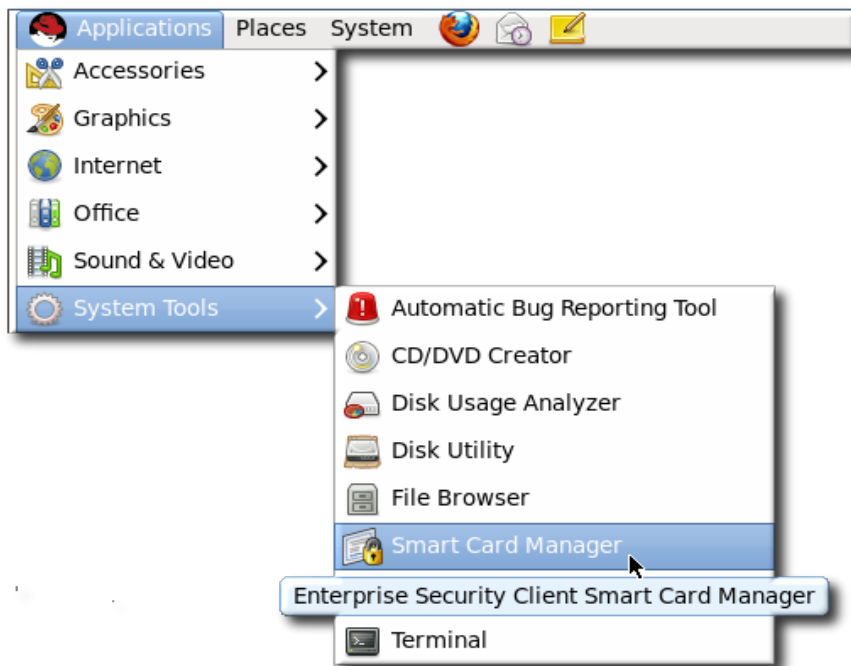 Applications Places System
Accessories
Graphics
Internet
Office
Sound & Video
System Tools
Automatic Bug Reporting Tool
CD/DVD Creator
Disk Usage Analyzer
Disk Utility
File Browser
Smart Card Manager
Enterprise Security Client Smart Card Manager
Terminal